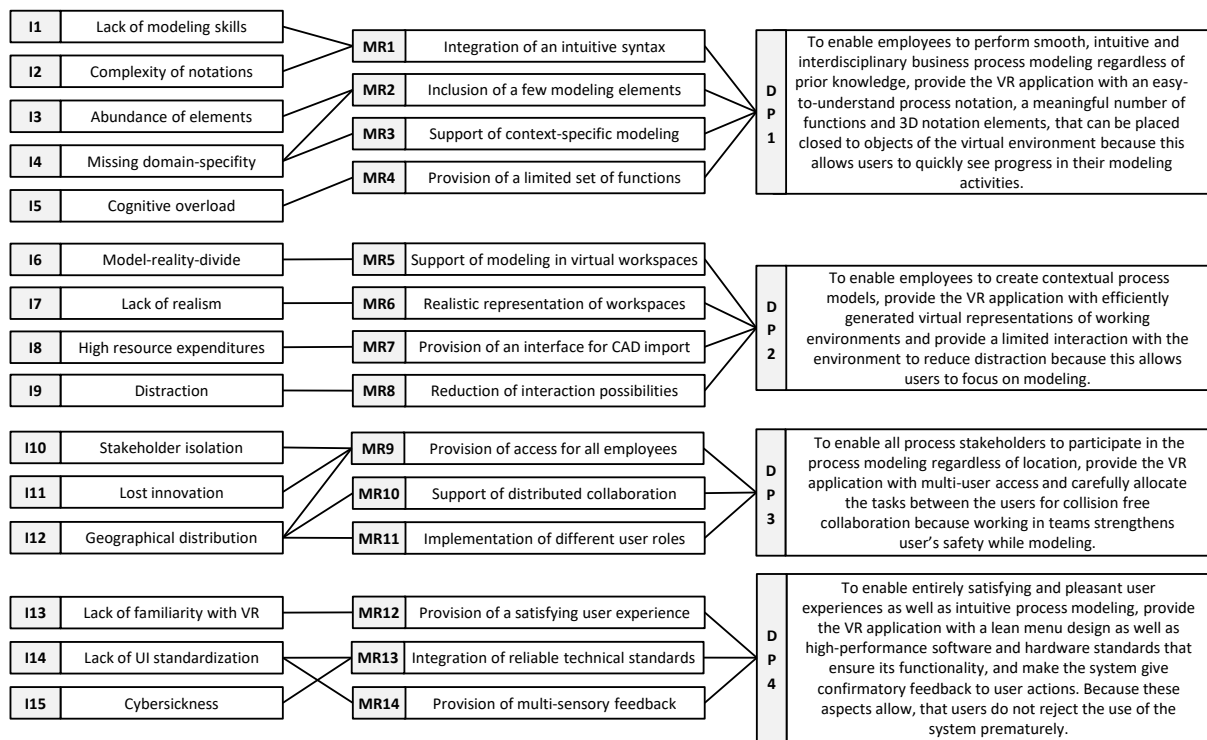 I1 Lack of modeling skills
I2 Complexity of notations
I3 Abundance of elements
I4 Missing domain-specifity
I5 Cognitive overload
MR1 Integration of an intuitive syntax
MR2 Inclusion of a few modeling elements
MR3 Support of context-specific modeling
MR4 Provision of a limited set of functions
D
P
1
To enable employees to perform smooth, intuitive and
interdisciplinary business process modeling regardless of
prior knowledge, provide the VR application with an easy-
to-understand process notation, a meaningful number of
functions and 3D notation elements, that can be placed
closed to objects of the virtual environment because this
allows users to quickly see progress in their modeling
activities.
I6 Model-reality-divide
I7 Lack of realism
I8 High resource expenditures
I9 Distraction
MR5 Support of modeling in virtual workspaces
MR6 Realistic representation of workspaces
MR7 Provision of an interface for CAD import
MR8 Reduction of interaction possibilities
D
P
2
To enable employees to create contextual process
models, provide the VR application with efficiently
generated virtual representations of working
environments and provide a limited interaction with the
environment to reduce distraction because this allows
users to focus on modeling.
I10 Stakeholder isolation
I11 Lost innovation
I12 Geographical distribution
MR9 Provision of access for all employees
MR10 Support of distributed collaboration
MR11 Implementation of different user roles
D
P
3
To enable all process stakeholders to participate in the
process modeling regardless of location, provide the VR
application with multi-user access and carefully allocate
the tasks between the users for collision free
collaboration because working in teams strengthens
user's safety while modeling.
I13 Lack of familiarity with VR
I14 Lack of UI standardization
I15 Cybersickness
MR12 Provision of a satisfying user experience
MR13 Integration of reliable technical standards
MR14 Provision of multi-sensory feedback
D
P
4
To enable entirely satisfying and pleasant user
experiences as well as intuitive process modeling, provide
the VR application with a lean menu design as well as
high-performance software and hardware standards that
ensure its functionality, and make the system give
confirmatory feedback to user actions. Because these
aspects allow, that users do not reject the use of the
system prematurely.